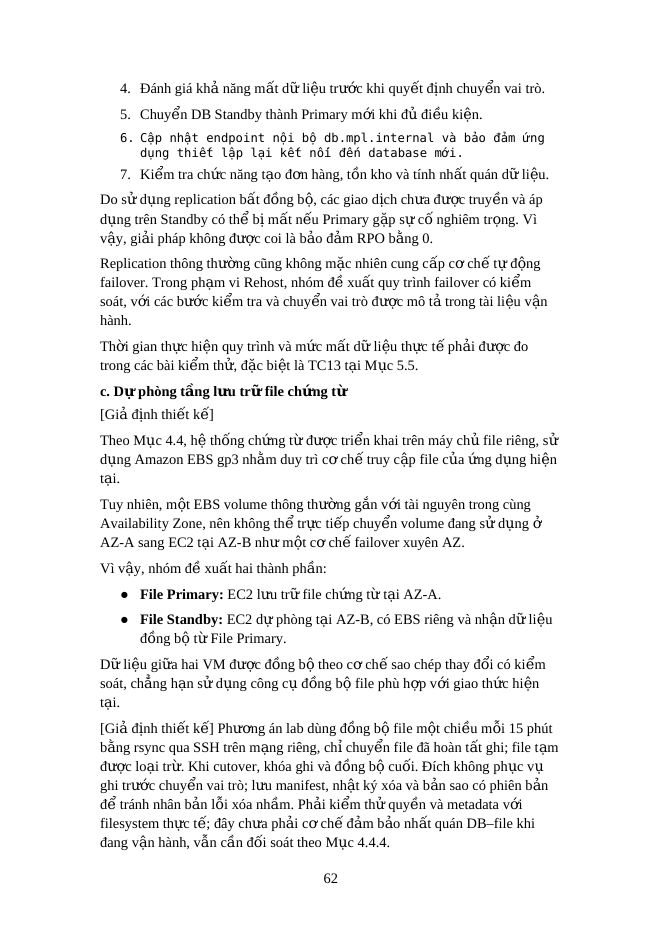 4. Đánh giá khả năng mất dữ liệu trước khi quyết định chuyển vai trò.
5. Chuyển DB Standby thành Primary mới khi đủ điều kiện.
6. Cập nhật endpoint nội bộ db.mpl.internal và bảo đảm ứng
dụng thiết lập lại kết nối đến database mới.
7. Kiểm tra chức năng tạo đơn hàng, tồn kho và tính nhất quán dữ liệu.
Do sử dụng replication bất đồng bộ, các giao dịch chưa được truyền và áp
dụng trên Standby có thể bị mất nếu Primary gặp sự cố nghiêm trọng. Vì
vậy, giải pháp không được coi là bảo đảm RPO bằng 0.
Replication thông thường cũng không mặc nhiên cung cấp cơ chế tự động
failover. Trong phạm vi Rehost, nhóm đề xuất quy trình failover có kiểm
soát, với các bước kiểm tra và chuyển vai trò được mô tả trong tài liệu vận
hành.
Thời gian thực hiện quy trình và mức mất dữ liệu thực tế phải được đo
trong các bài kiểm thử, đặc biệt là TC13 tại Mục 5.5.
c. Dự phòng tầng lưu trữ file chứng từ
[Giả định thiết kế]
Theo Mục 4.4, hệ thống chứng từ được triển khai trên máy chủ file riêng, sử
dụng Amazon EBS gp3 nhằm duy trì cơ chế truy cập file của ứng dụng hiện
tại.
Tuy nhiên, một EBS volume thông thường gắn với tài nguyên trong cùng
Availability Zone, nên không thể trực tiếp chuyển volume đang sử dụng ở
AZ-A sang EC2 tại AZ-B như một cơ chế failover xuyên AZ.
Vì vậy, nhóm đề xuất hai thành phần:
● File Primary: EC2 lưu trữ file chứng từ tại AZ-A.
● File Standby: EC2 dự phòng tại AZ-B, có EBS riêng và nhận dữ liệu
đồng bộ từ File Primary.
Dữ liệu giữa hai VM được đồng bộ theo cơ chế sao chép thay đổi có kiểm
soát, chẳng hạn sử dụng công cụ đồng bộ file phù hợp với giao thức hiện
tại.
[Giả định thiết kế] Phương án lab dùng đồng bộ file một chiều mỗi 15 phút
bằng rsync qua SSH trên mạng riêng, chỉ chuyển file đã hoàn tất ghi; file tạm
được loại trừ. Khi cutover, khóa ghi và đồng bộ cuối. Đích không phục vụ
ghi trước chuyển vai trò; lưu manifest, nhật ký xóa và bản sao có phiên bản
để tránh nhân bản lỗi xóa nhầm. Phải kiểm thử quyền và metadata với
filesystem thực tế; đây chưa phải cơ chế đảm bảo nhất quán DB–file khi
đang vận hành, vẫn cần đối soát theo Mục 4.4.4.
62